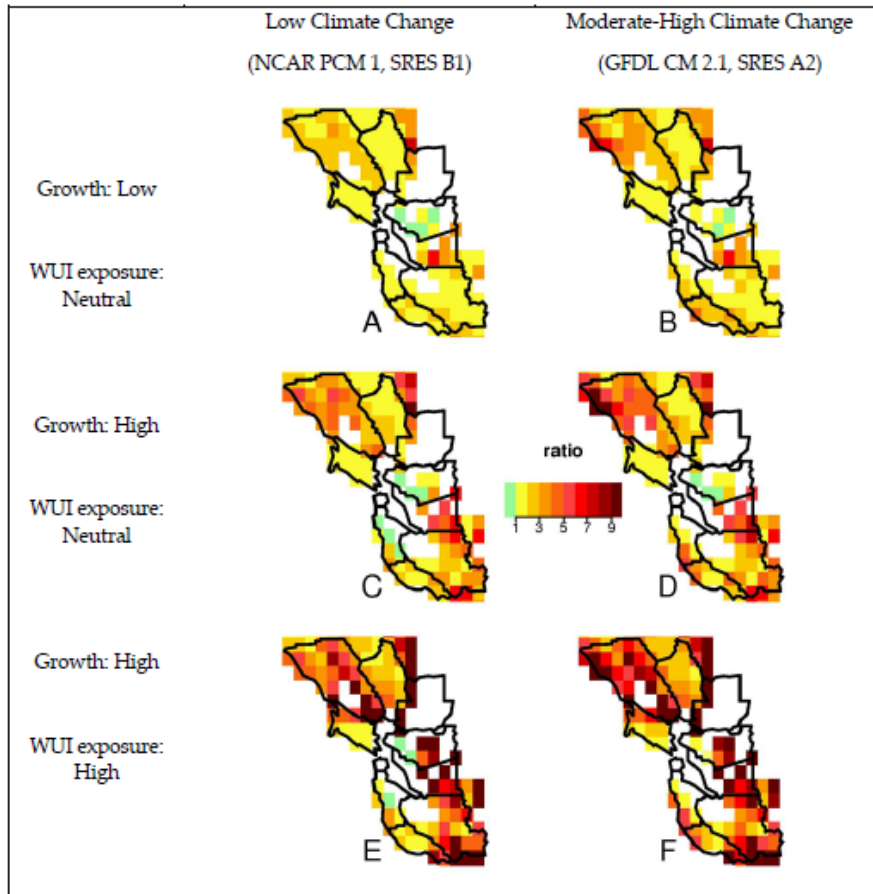 Low Climate Change
(NCAR PCM 1, SRES B1)
Moderate-High Climate Change
(GFDL CM 2.1, SRES A2)
Growth: Low
WUI exposure:
Neutral
A
B
Growth: High
WUI exposure:
Neutral
C
ratio
1 3 5 7 9
D
Growth: High
WUI exposure:
High
E
F